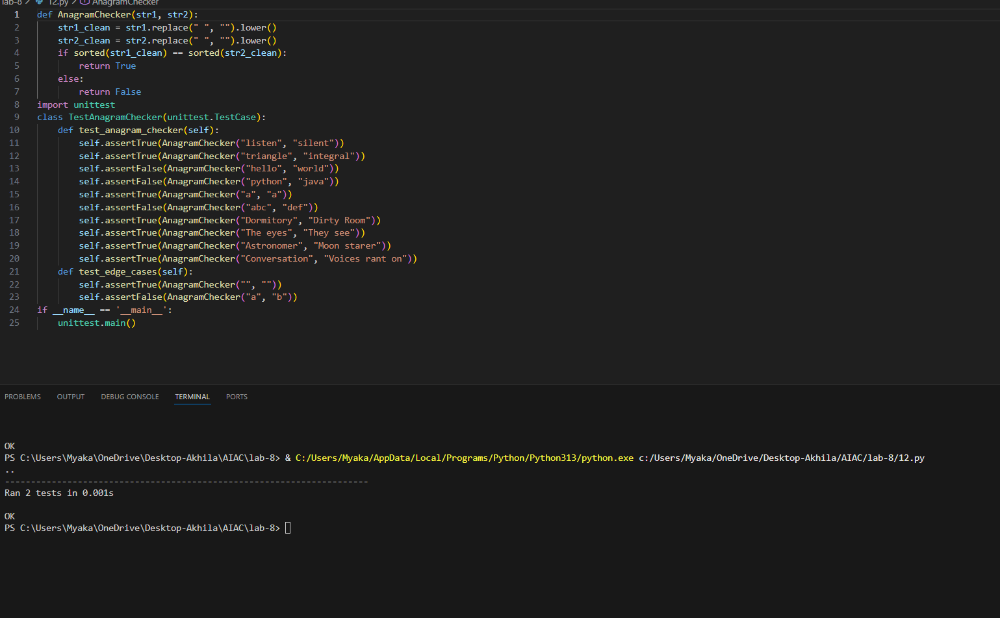 lab-8 > 12.py > AnagramChecker
1 def AnagramChecker(str1, str2):
2     str1_clean = str1.replace(" ", "").lower()
3     str2_clean = str2.replace(" ", "").lower()
4     if sorted(str1_clean) == sorted(str2_clean):
5         return True
6     else:
7         return False
8 import unittest
9 class TestAnagramChecker(unittest.TestCase):
10     def test_anagram_checker(self):
11         self.assertTrue(AnagramChecker("listen", "silent"))
12         self.assertTrue(AnagramChecker("triangle", "integral"))
13         self.assertFalse(AnagramChecker("hello", "world"))
14         self.assertFalse(AnagramChecker("python", "java"))
15         self.assertTrue(AnagramChecker("a", "a"))
16         self.assertFalse(AnagramChecker("abc", "def"))
17         self.assertTrue(AnagramChecker("Dormitory", "Dirty Room"))
18         self.assertTrue(AnagramChecker("The eyes", "They see"))
19         self.assertTrue(AnagramChecker("Astronomer", "Moon starer"))
20         self.assertTrue(AnagramChecker("Conversation", "Voices rant on"))
21     def test_edge_cases(self):
22         self.assertTrue(AnagramChecker("", ""))
23         self.assertFalse(AnagramChecker("a", "b"))
24 if __name__ == '__main__':
25     unittest.main()
PROBLEMS OUTPUT DEBUG CONSOLE TERMINAL PORTS
OK
PS C:\Users\Myaka\OneDrive\Desktop-Akhila\AIAC\lab-8> & C:/Users/Myaka/AppData/Local/Programs/Python/Python313/python.exe c:/Users/Myaka/OneDrive/Desktop-Akhila/AIAC/lab-8/12.py
..
----------------------------------------------------------------------
Ran 2 tests in 0.001s
OK
PS C:\Users\Myaka\OneDrive\Desktop-Akhila\AIAC\lab-8>